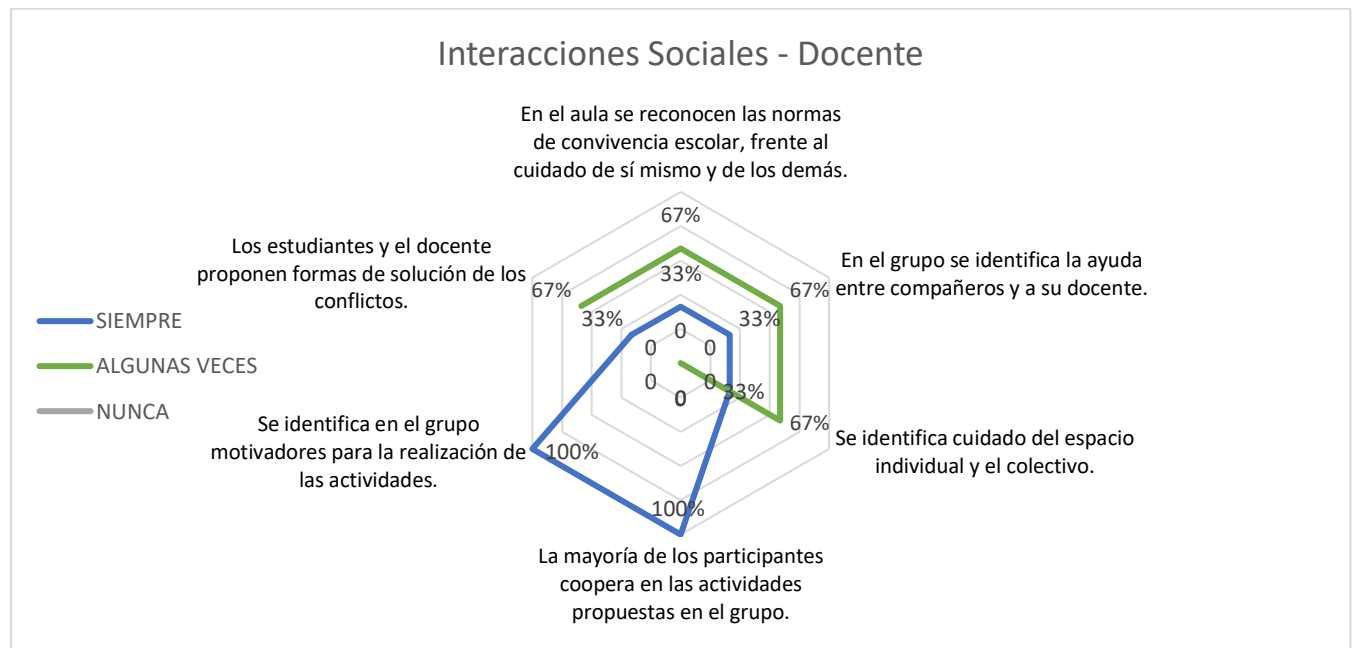 Interacciones Sociales - Docente
En el aula se reconocen las normas
de convivencia escolar, frente al
cuidado de sí mismo y de los demás.
67%
Los estudiantes y el docente
proponen formas de solución de los
conflictos.
33%
En el grupo se identifica la ayuda
entre compañeros y a su docente.
67%
67%
33%
33%
SIEMPRE
ALGUNAS VECES
NUNCA
0
0
0
0
0
0
33%
67%
Se identifica en el grupo
motivadores para la realización de
las actividades.
100%
Se identifica cuidado del espacio
individual y el colectivo.
100%
La mayoría de los participantes
coopera en las actividades
propuestas en el grupo.